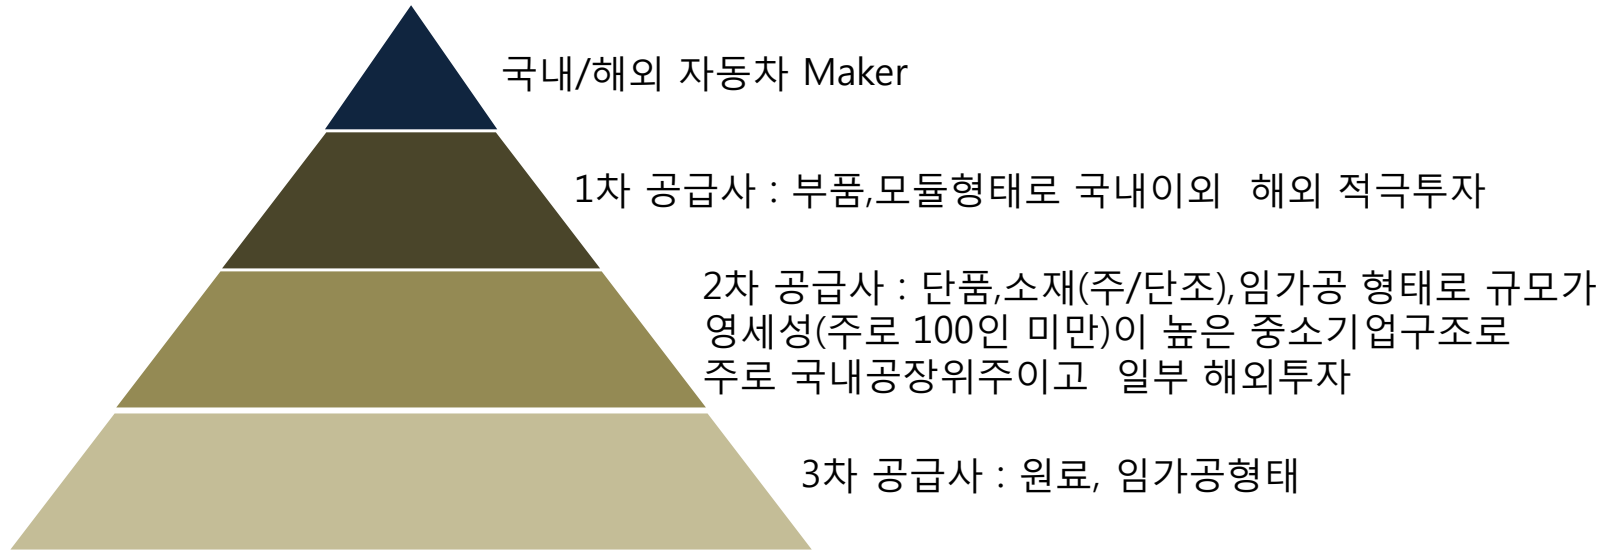 국내/해외 자동차 Maker
1차 공급사 : 부품,모듈형태로 국내이외 해외 적극투자
2차 공급사 : 단품,소재(주/단조),임가공 형태로 규모가
영세성(주로 100인 미만)이 높은 중소기업구조로
주로 국내공장위주이고 일부 해외투자
3차 공급사 : 원료, 임가공형태